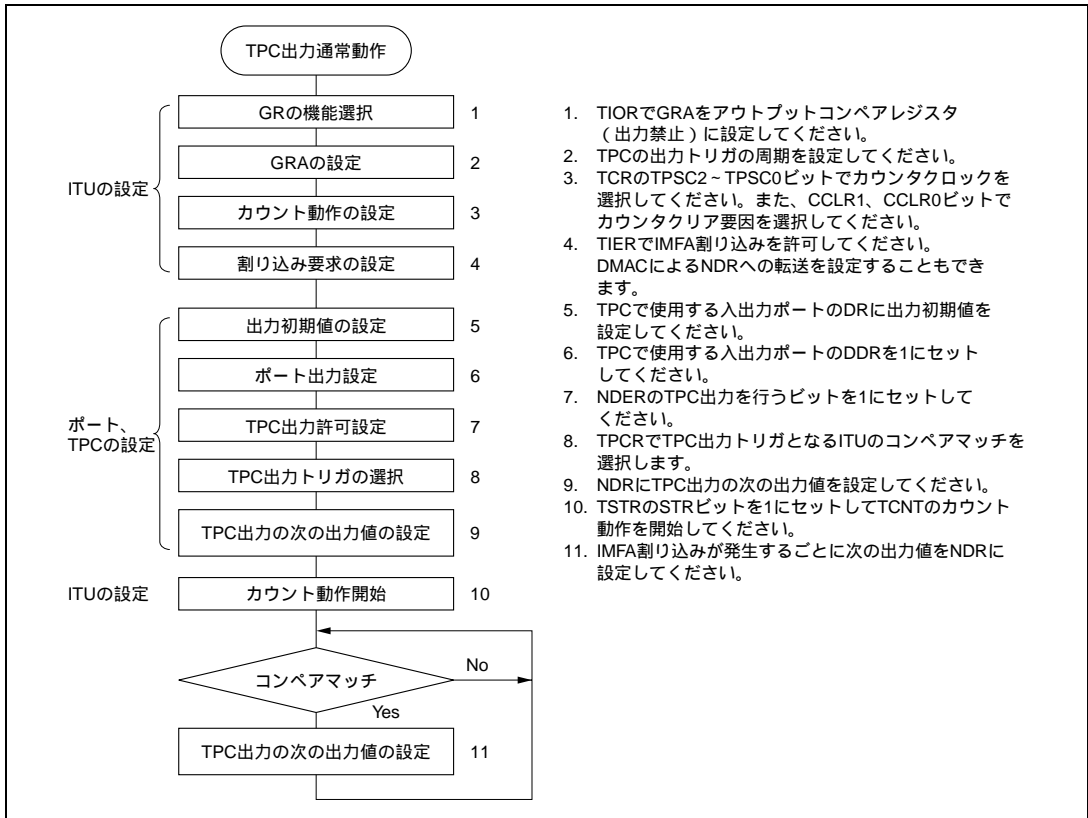 TPC出力通常動作
ITUの設定
GRの機能選択 1
GRAの設定 2
カウント動作の設定 3
割り込み要求の設定 4
ポート、
TPCの設定
出力初期値の設定 5
ポート出力設定 6
TPC出力許可設定 7
TPC出力トリガの選択 8
TPC出力の次の出力値の設定 9
ITUの設定
カウント動作開始 10
コンペアマッチ
No
Yes
TPC出力の次の出力値の設定 11
1. TIORでGRAをアウトプットコンペアレジスタ
(出力禁止)に設定してください。
2. TPCの出力トリガの周期を設定してください。
3. TCRのTPSC2~TPSC0ビットでカウンタクロックを
選択してください。また、CCLR1、CCLR0ビットで
カウンタクリア要因を選択してください。
4. TIERでIMFA割り込みを許可してください。
DMACによるNDRへの転送を設定することもでき
ます。
5. TPCで使用する入出力ポートのDRに出力初期値を
設定してください。
6. TPCで使用する入出力ポートのDDRを1にセット
してください。
7. NDERのTPC出力を行うビットを1にセットして
ください。
8. TPCRでTPC出力トリガとなるITUのコンペアマッチを
選択します。
9. NDRにTPC出力の次の出力値を設定してください。
10. TSTRのSTRビットを1にセットしてTCNTのカウント
動作を開始してください。
11. IMFA割り込みが発生するごとに次の出力値をNDRに
設定してください。